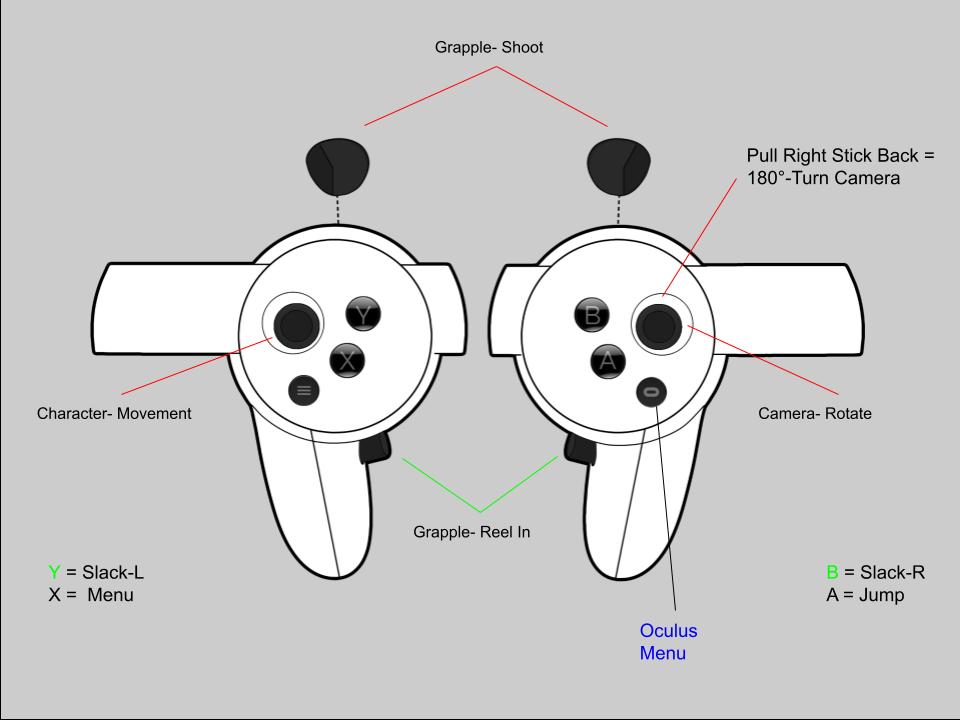 Grapple- Shoot
Pull Right Stick Back =
180°-Turn Camera
Y
B
X
A
Character- Movement
Camera- Rotate
Grapple- Reel In
Y = Slack-L
X =  Menu
B = Slack-R
A = Jump
Oculus
Menu